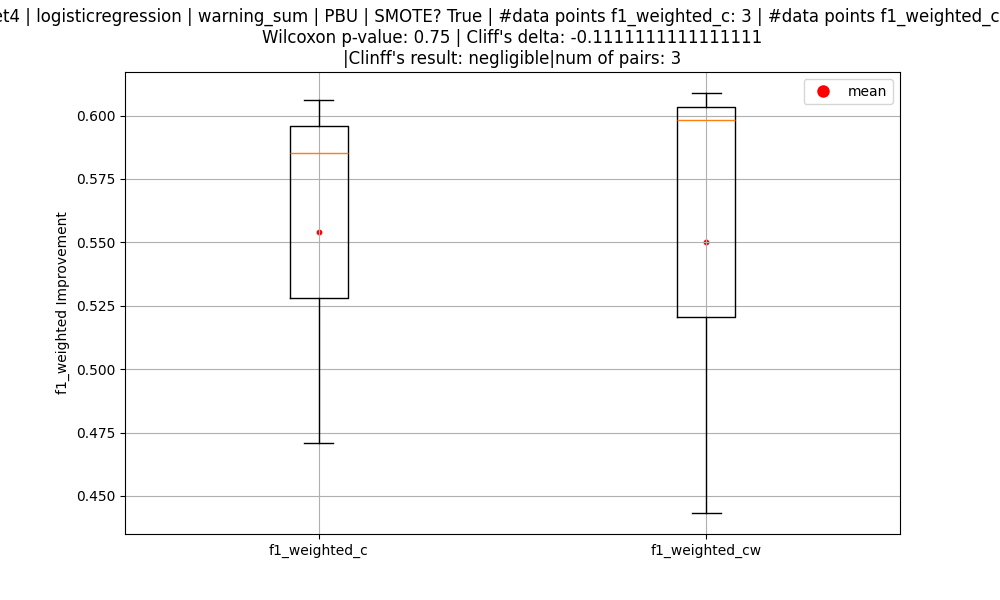 et4 | logisticregression | warning_sum | PBU | SMOTE? True | #data points f1_weighted_c: 3 | #data points f1_weighted_c
Wilcoxon p-value: 0.75 | Cliff's delta: -0.1111111111111111
|Clinff's result: negligible|num of pairs: 3
mean
0.600
0.575
0.550
0.525
0.500
0.475
0.450
f1_weighted Improvement
f1_weighted_c
f1_weighted_cw